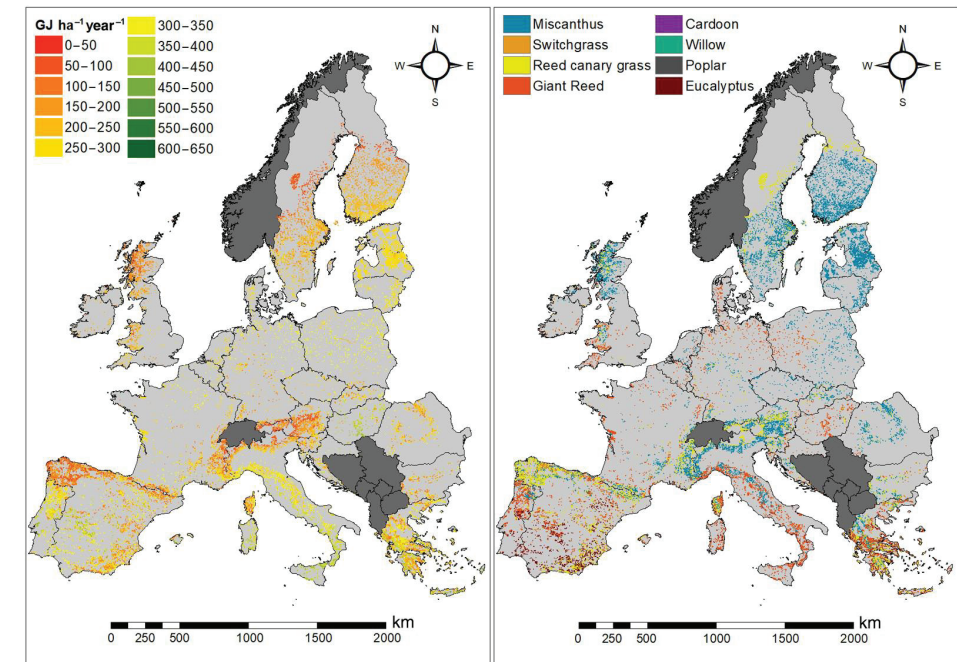 GJ ha⁻¹ year⁻¹
0–50
50–100
100–150
150–200
200–250
250–300
300–350
350–400
400–450
450–500
500–550
550–600
600–650
N
W E
S
0 250 500 1000 1500 2000 km
Miscanthus
Switchgrass
Reed canary grass
Giant Reed
Cardoon
Willow
Poplar
Eucalyptus
N
W E
S
0 250 500 1000 1500 2000 km